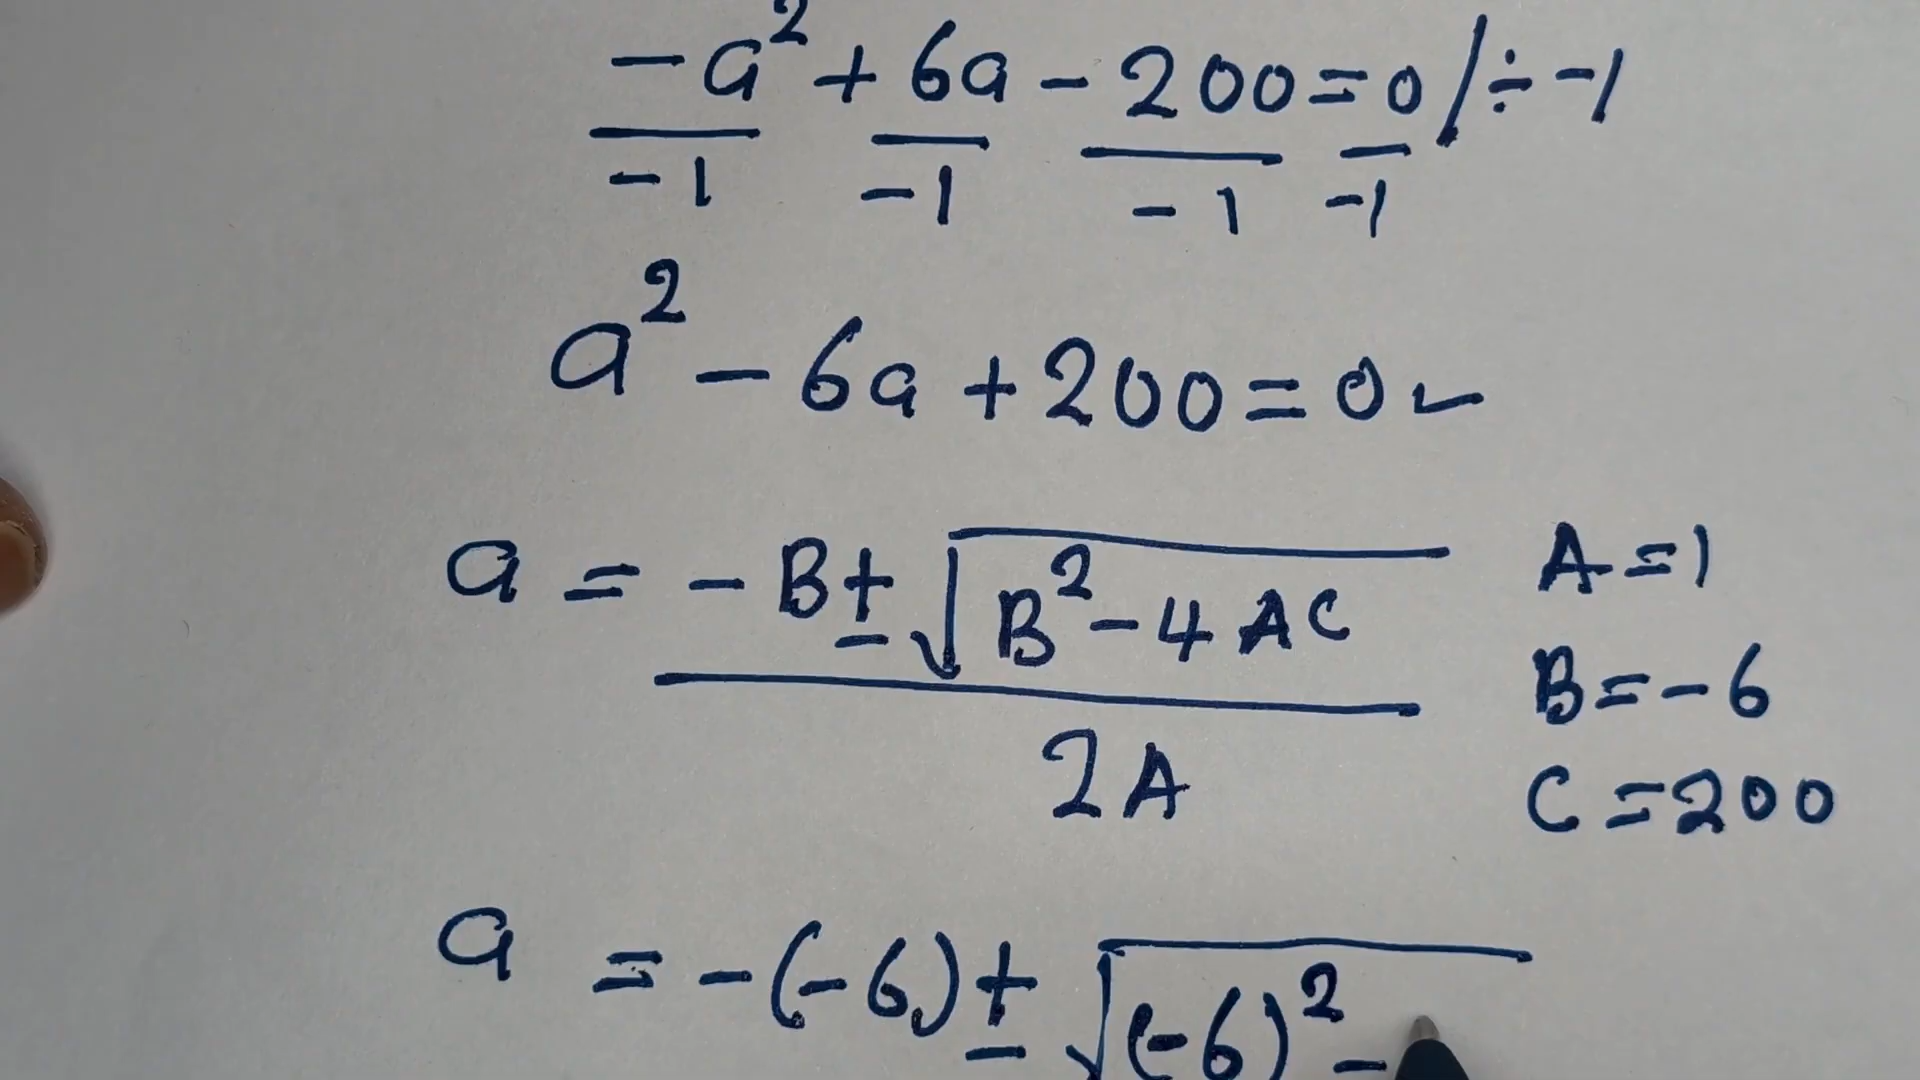 -a² + 6a - 200 = 0 / ÷ -1
-1 -1 -1 -1
a² - 6a + 200 = 0
a = -B ± √B² - 4AC
2A
A = 1
B = -6
C = 200
a = -(-6) ± √(-6)² -